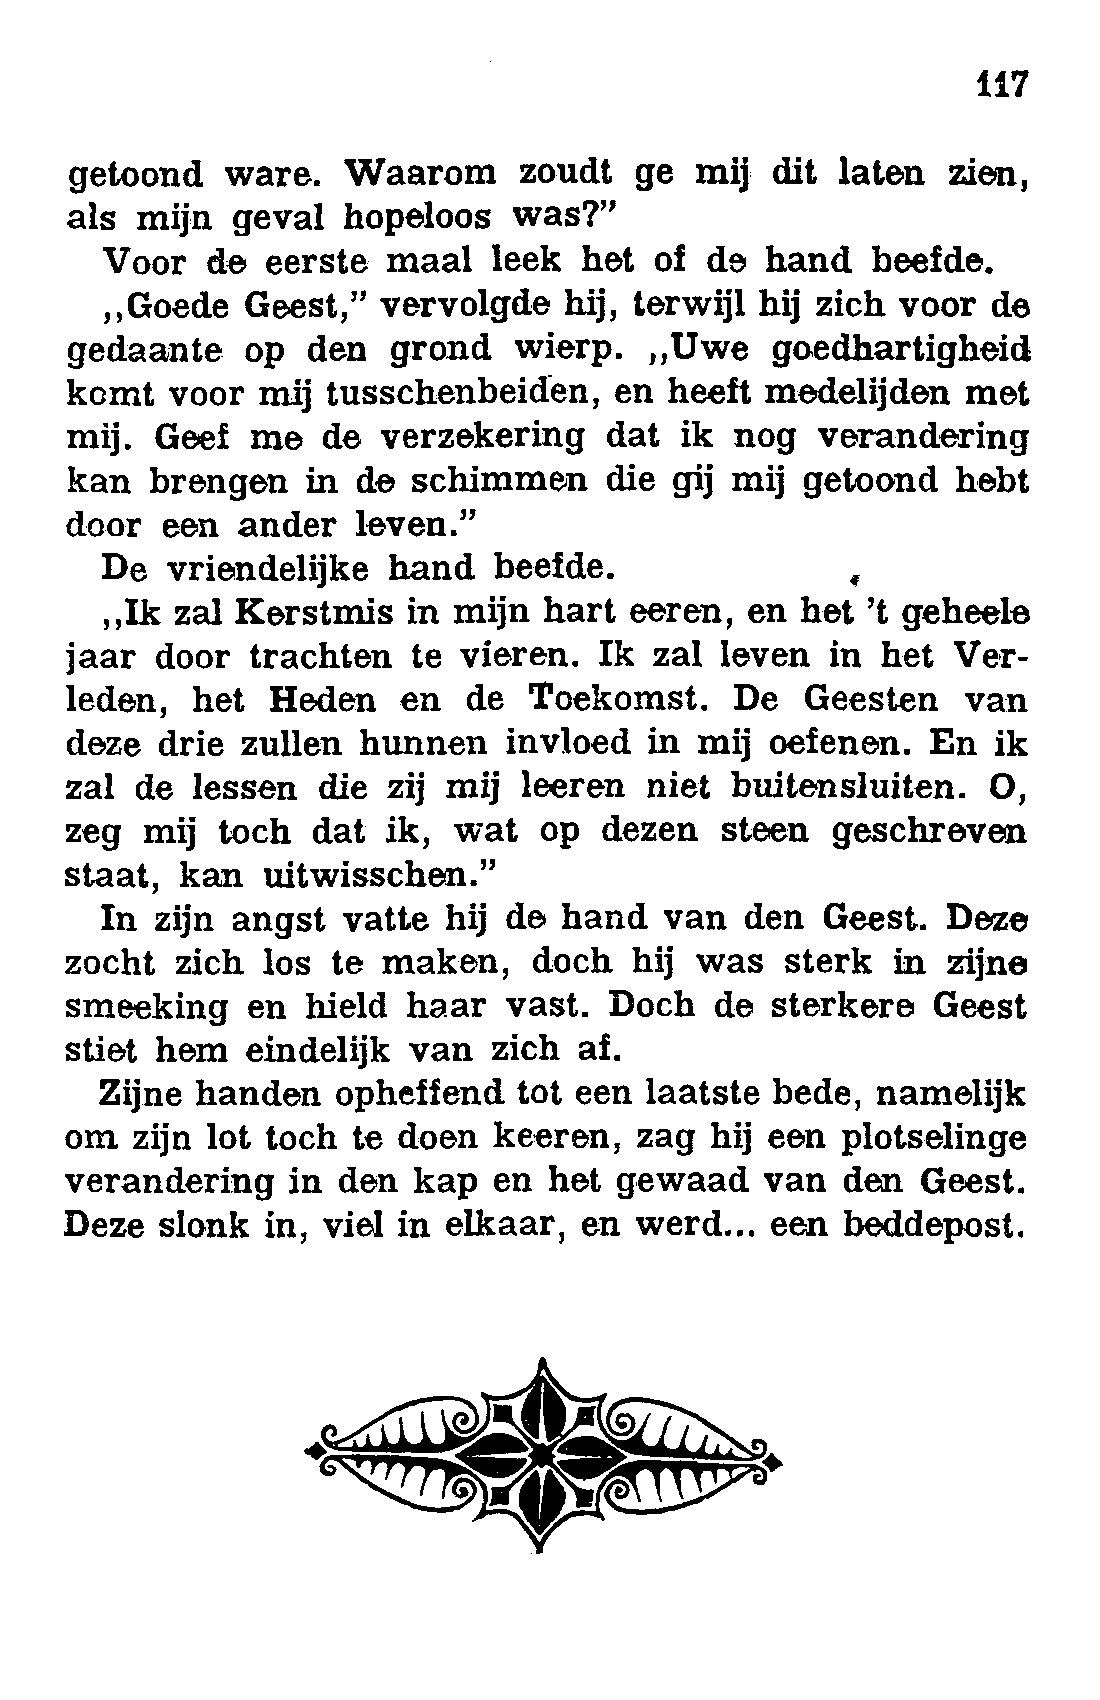 117
getoond ware. Waarom zoudt ge mij dit laten zien,
als mijn geval hopeloos was?”
Voor de eerste maal leek het of de hand beefde.
,,Goede Geest,” vervolgde hij, terwijl hij zich voor de
gedaante op den grond wierp. ,,Uwe goedhartigheid
komt voor mij tusschenbeiden, en heeft medelijden met
mij. Geef me de verzekering dat ik nog verandering
kan brengen in de schimmen die gij mij getoond hebt
door een ander leven.”
De vriendelijke hand beefde.
,,Ik zal Kerstmis in mijn hart eeren, en het ’t geheele
jaar door trachten te vieren. Ik zal leven in het Ver-
leden, het Heden en de Toekomst. De Geesten van
deze drie zullen hunnen invloed in mij oefenen. En ik
zal de lessen die zij mij leeren niet buitensluiten. O,
zeg mij toch dat ik, wat op dezen steen geschreven
staat, kan uitwisschen.”
In zijn angst vatte hij de hand van den Geest. Deze
zocht zich los te maken, doch hij was sterk in zijne
smeeking en hield haar vast. Doch de sterkere Geest
stiet hem eindelijk van zich af.
Zijne handen opheffend tot een laatste bede, namelijk
om zijn lot toch te doen keeren, zag hij een plotselinge
verandering in den kap en het gewaad van den Geest.
Deze slonk in, viel in elkaar, en werd... een beddepost.